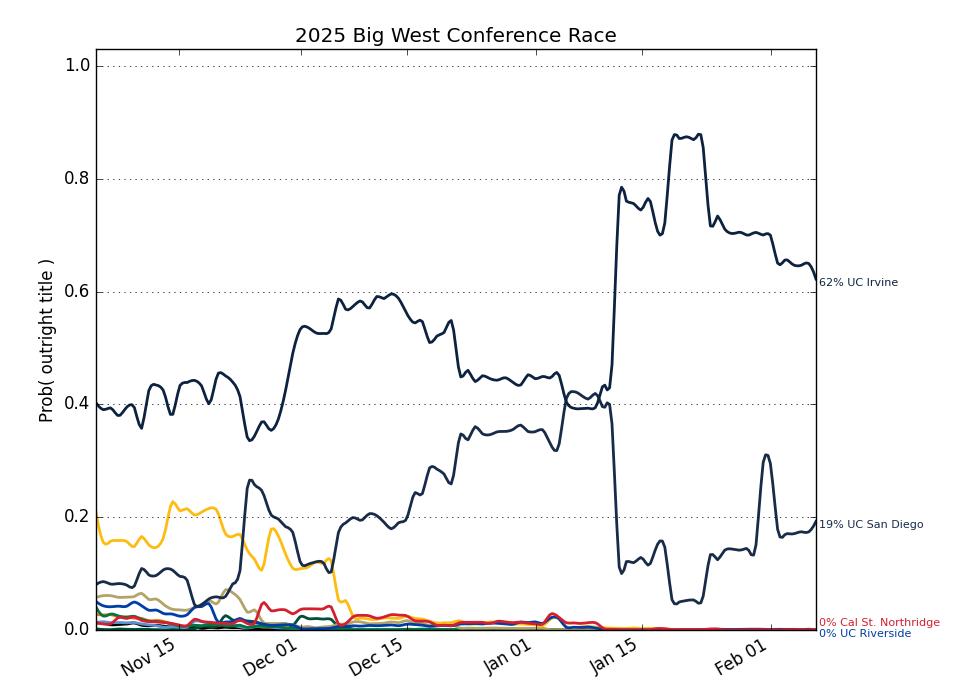 2025 Big West Conference Race
Prob( outright title )
1.0
0.8
0.6
0.4
0.2
0.0
62% UC Irvine
19% UC San Diego
0% Cal St. Northridge
0% UC Riverside
Nov 15
Dec 01
Dec 15
Jan 01
Jan 15
Feb 01